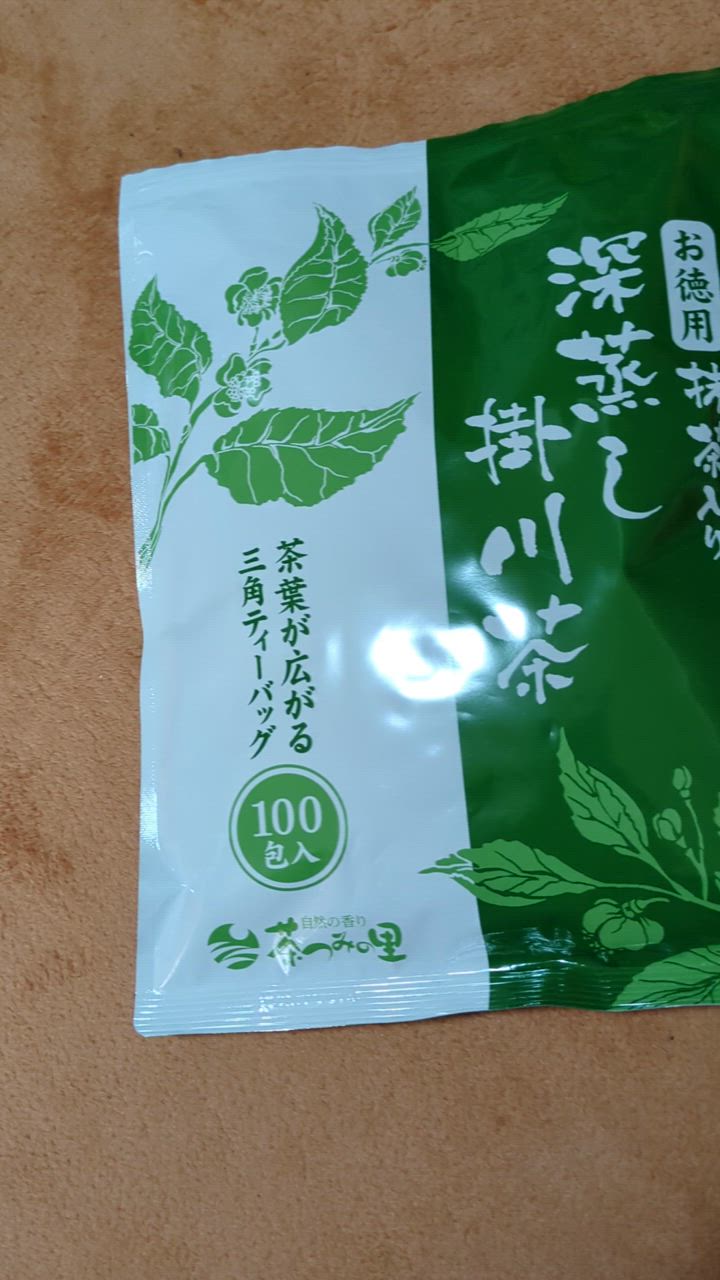 お徳用
抹茶入り
深蒸し
掛川茶
茶葉が広がる
三角ティーバッグ
100
包入
自然の香り
茶つみの里